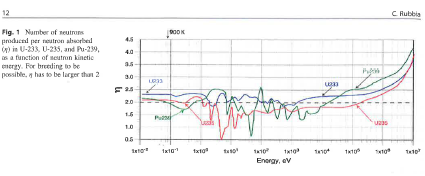 12
C. Rubbia
Fig. 1 Number of neutrons
produced per neutron absorbed
(η) in U-233, U-235, and Pu-239,
as a function of neutron kinetic
energy. For breeding to be
possible, η has to be larger than 2
900 K
4.5
4.0
3.5
3.0
2.5
2.0
1.5
1.0
0.5
η
U233
Pu239
U235
U233
Pu239
U235
1x10⁻² 1x10⁻¹ 1x10⁰ 1x10¹ 1x10² 1x10³ 1x10⁴ 1x10⁵ 1x10⁶ 1x10⁷
Energy, eV